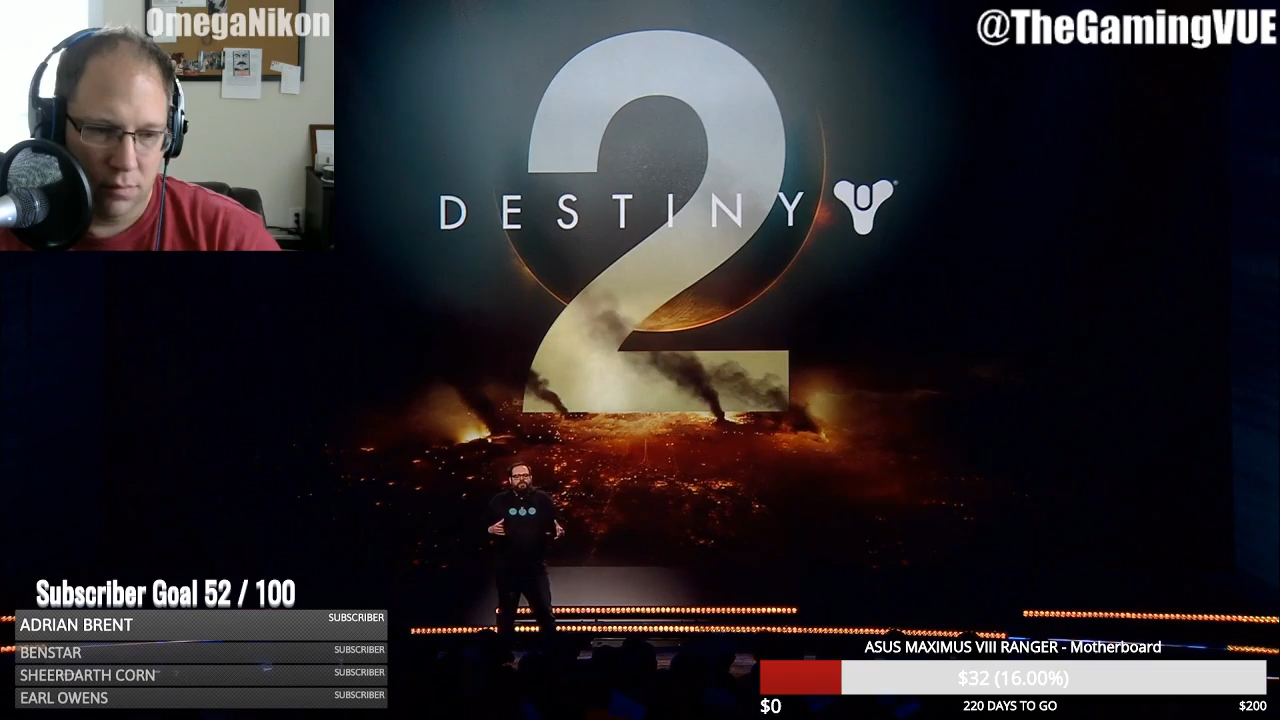 OmegaNikon
@TheGamingVUE
2
DESTINY
Subscriber Goal 52 / 100
ADRIAN BRENT SUBSCRIBER
BENSTAR SUBSCRIBER
SHEERDARTH CORN SUBSCRIBER
EARL OWENS SUBSCRIBER
ASUS MAXIMUS VIII RANGER - Motherboard
$32 (16.00%)
$0 220 DAYS TO GO $200